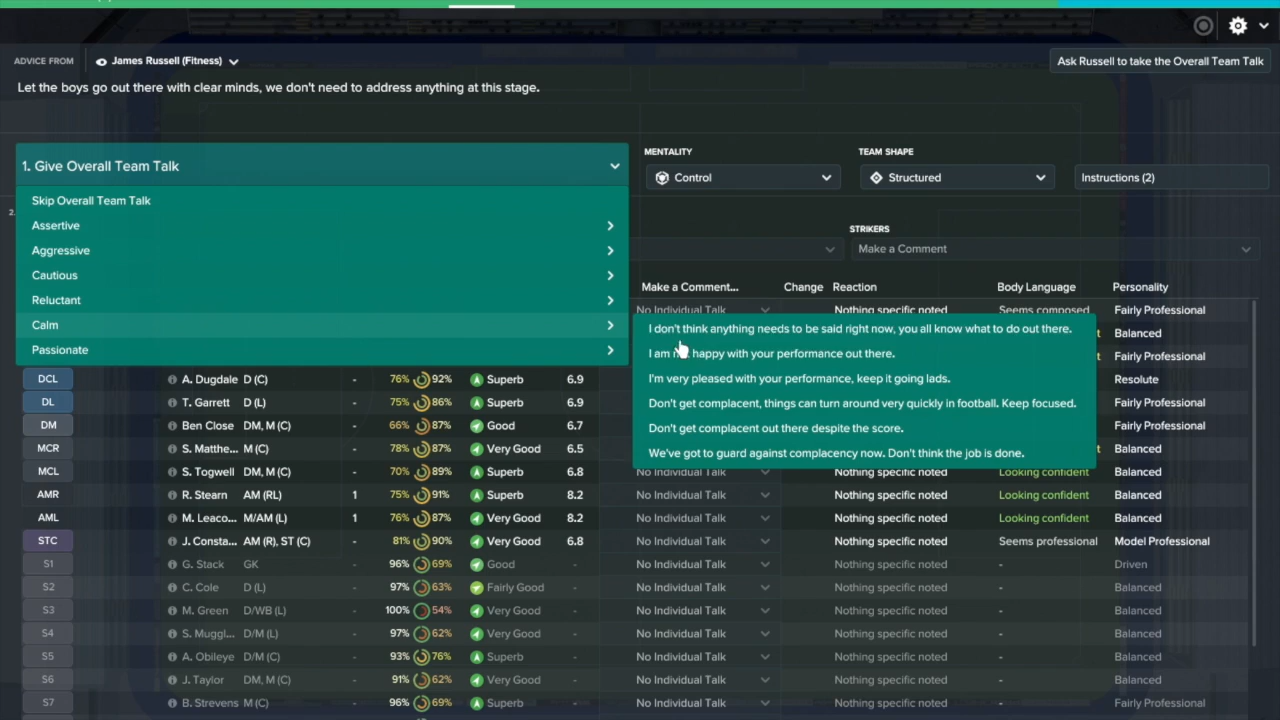 ADVICE FROM James Russell (Fitness) Ask Russell to take the Overall Team Talk
Let the boys go out there with clear minds, we don't need to address anything at this stage.
MENTALITY TEAM SHAPE
1. Give Overall Team Talk Control Structured Instructions (2)
Skip Overall Team Talk
2.
Assertive STRIKERS
Aggressive Make a Comment
Cautious Make a Comment... Change Reaction Body Language Personality
Reluctant No Individual Talk Nothing specific noted Seems composed Fairly Professional
Calm I don't think anything needs to be said right now, you all know what to do out there. Balanced
Passionate I am happy with your performance out there. Fairly Professional
DCL A. Dugdale D (C) - 76% 92% Superb 6.9 I'm very pleased with your performance, keep it going lads. Resolute
DL T. Garrett D (L) - 75% 86% Superb 6.9 Don't get complacent, things can turn around very quickly in football. Keep focused. Fairly Professional
DM Ben Close DM, M (C) - 66% 87% Good 6.7 Don't get complacent out there despite the score. Fairly Professional
MCR S. Matthe... M (C) - 78% 87% Very Good 6.5 We've got to guard against complacency now. Don't think the job is done. Balanced
MCL S. Togwell DM, M (C) - 70% 89% Superb 6.8 No Individual Talk Nothing specific noted Looking confident Balanced
AMR R. Stearn AM (RL) 1 75% 91% Superb 8.2 No Individual Talk Nothing specific noted Looking confident Balanced
AML M. Leaco... M/AM (L) 1 76% 87% Very Good 8.2 No Individual Talk Nothing specific noted Looking confident Balanced
STC J. Consta... AM (R), ST (C) 81% 90% Very Good 6.8 No Individual Talk Nothing specific noted Seems professional Model Professional
S1 G. Stack GK 96% 69% Good - No Individual Talk Nothing specific noted - Driven
S2 C. Cole D (L) - 97% 63% Fairly Good - No Individual Talk Nothing specific noted - Balanced
S3 M. Green D/WB (L) - 100% 54% Very Good - No Individual Talk Nothing specific noted - Balanced
S4 S. Muggl... D/M (L) - 97% 62% Very Good - No Individual Talk Nothing specific noted - Balanced
S5 A. Obileye D/M (C) - 93% 76% Superb - No Individual Talk Nothing specific noted - Balanced
S6 J. Taylor DM, M (C) - 91% 62% Very Good - No Individual Talk Nothing specific noted - Balanced
S7 B. Strevens M (C) - 96% 69% Superb - No Individual Talk Nothing specific noted - Fairly Professional